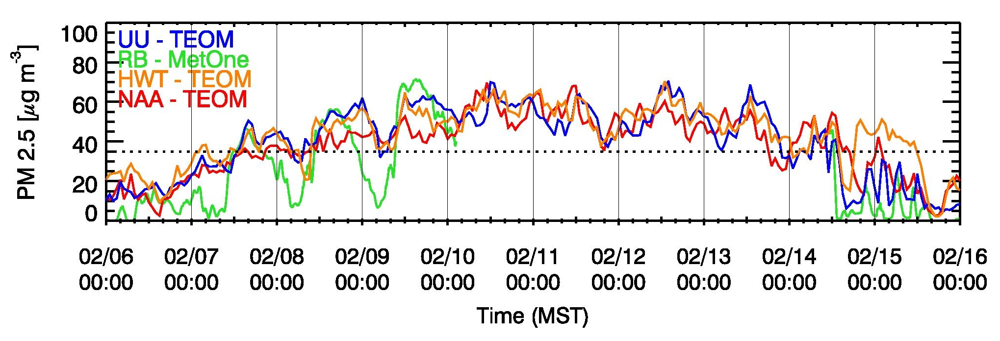 100
80
60
40
20
0
PM 2.5 [μg m-3]
UU - TEOM
RB - MetOne
HWT - TEOM
NAA - TEOM
02/06 02/07 02/08 02/09 02/10 02/11 02/12 02/13 02/14 02/15 02/16
00:00 00:00 00:00 00:00 00:00 00:00 00:00 00:00 00:00 00:00 00:00
Time (MST)